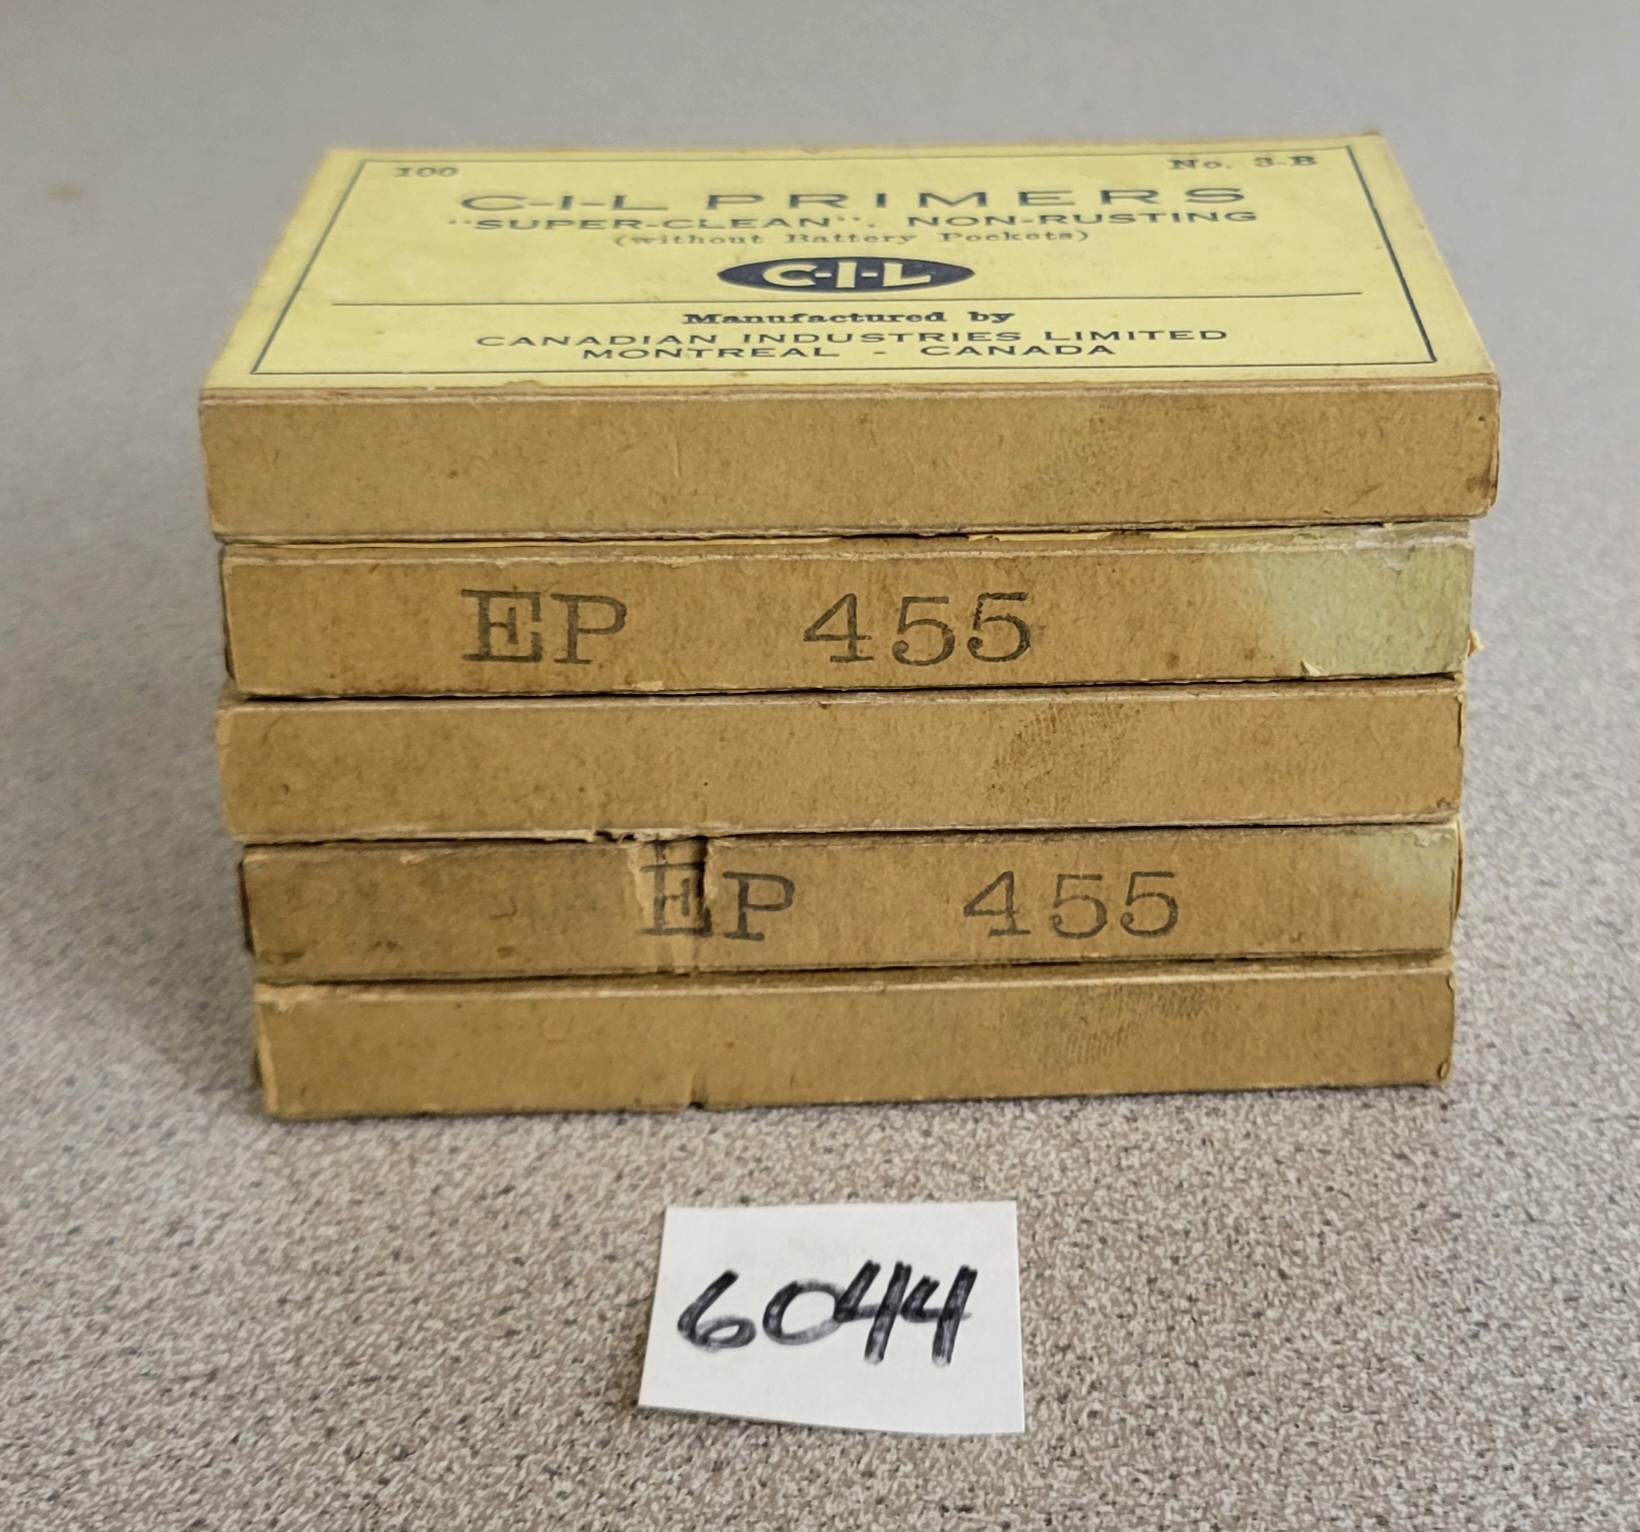 100 No. 3-B
C-I-L PRIMERS
"SUPER-CLEAN", NON-RUSTING
(without Battery Pockets)
C-I-L
Manufactured by
CANADIAN INDUSTRIES LIMITED
MONTREAL - CANADA
EP 455
EP 455
6044